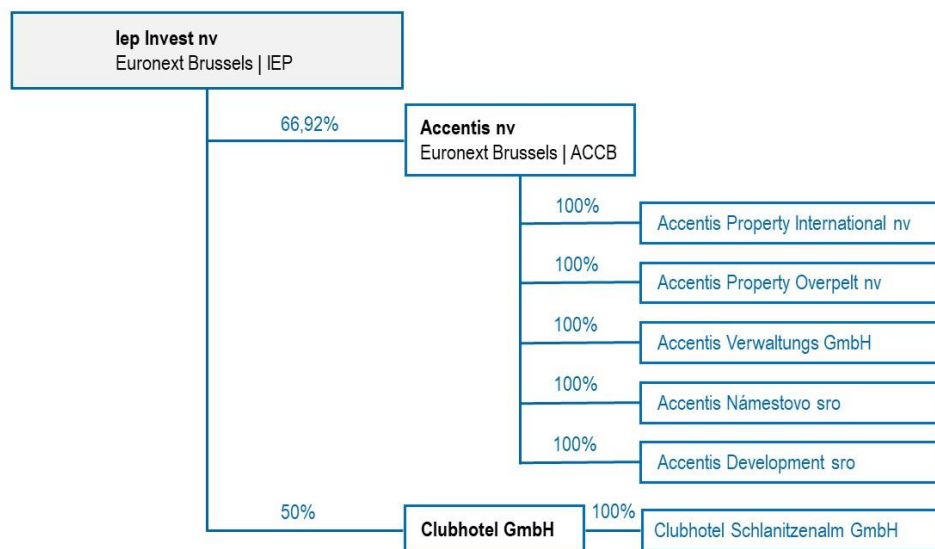 Iep Invest nv
Euronext Brussels | IEP
66,92%
Accentis nv
Euronext Brussels | ACCB
100%
Accentis Property International nv
100%
Accentis Property Overpelt nv
100%
Accentis Verwaltungs GmbH
100%
Accentis Námestovo sro
100%
Accentis Development sro
50%
Clubhotel GmbH
100%
Clubhotel Schlanitzenalm GmbH